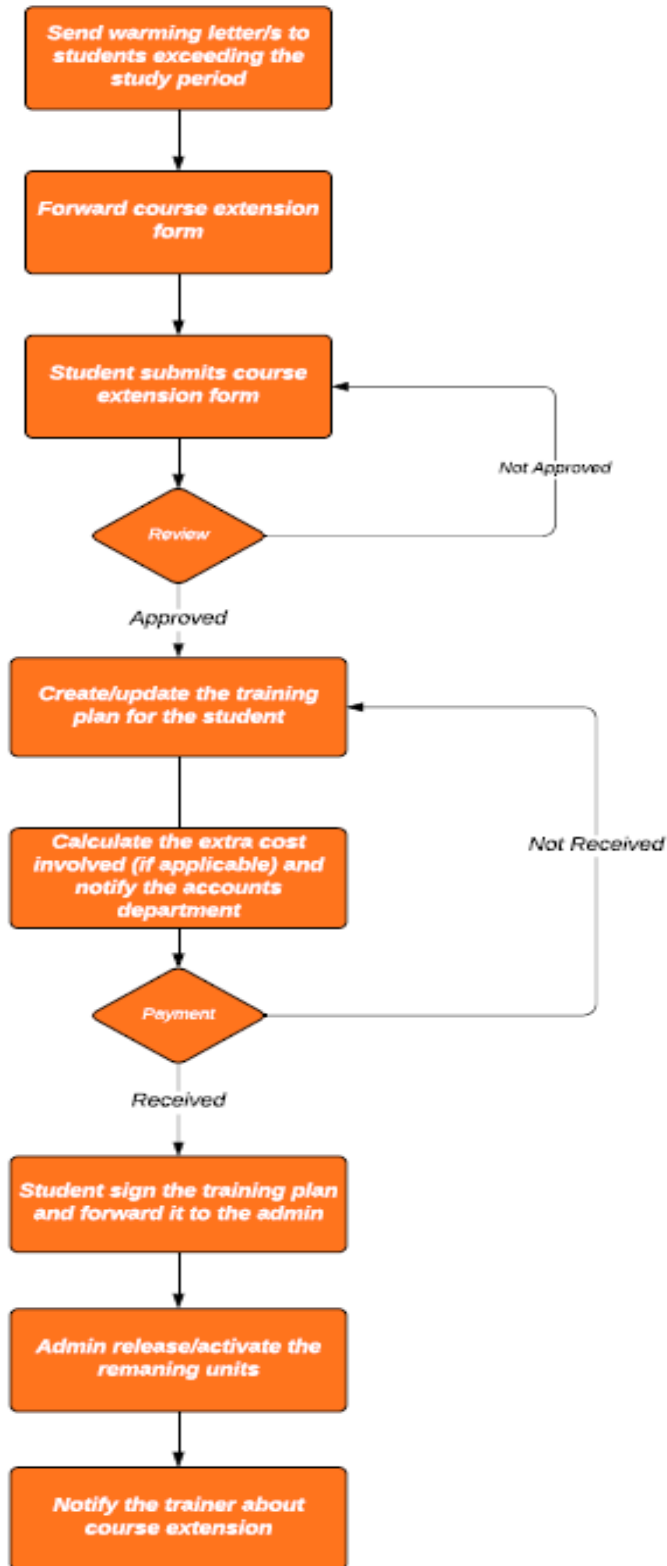 Send warming letter/s to
students exceeding the
study period
Forward course extension
form
Student submits course
extension form
Not Approved
Review
Approved
Create/update the training
plan for the student
Calculate the extra cost
involved (if applicable) and
notify the accounts
department
Not Received
Payment
Received
Student sign the training plan
and forward it to the admin
Admin release/activate the
remaning units
Notify the trainer about
course extension